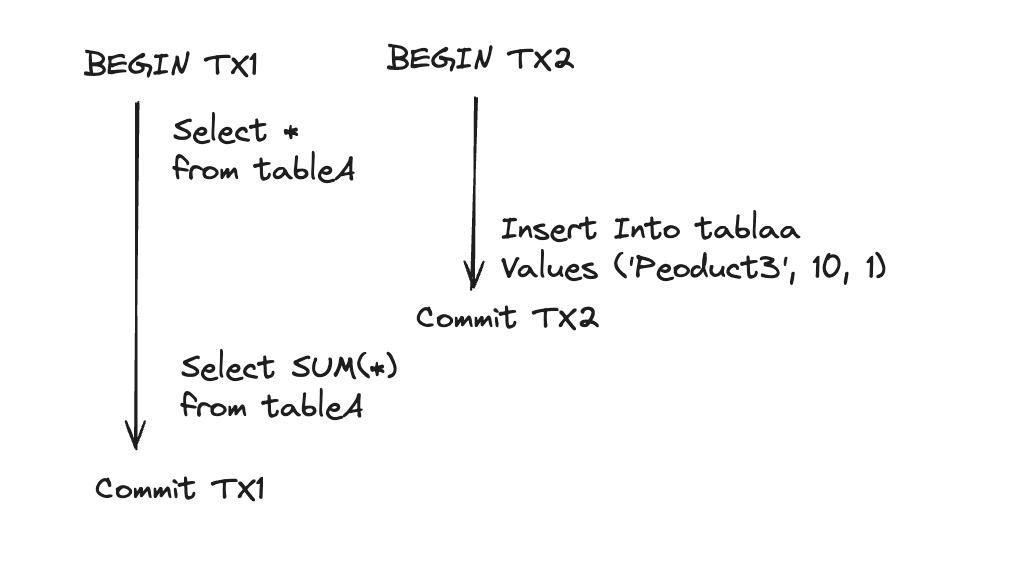 BEGIN TX1
BEGIN TX2
Select *
from tableA
Insert Into tablaa
Values ('Peoduct3', 10, 1)
Commit TX2
Select SUM(*)
from tableA
Commit TX1